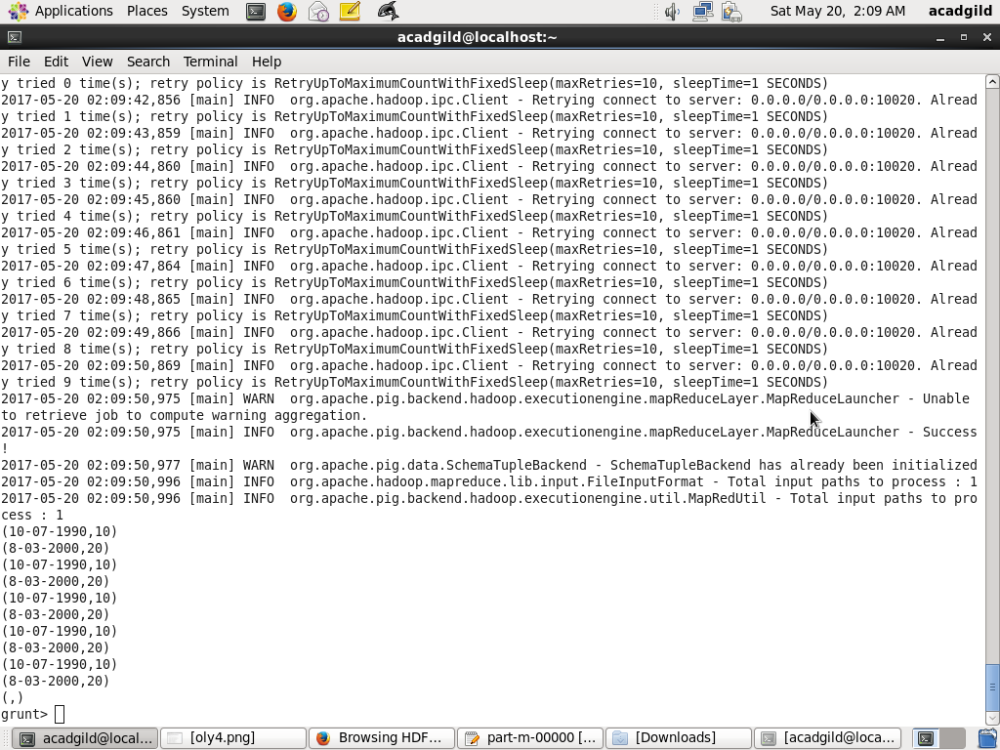 Applications Places System Sat May 20, 2:09 AM acadgild
acadgild@localhost:~
File Edit View Search Terminal Help
y tried 0 time(s); retry policy is RetryUpToMaximumCountWithFixedSleep(maxRetries=10, sleepTime=1 SECONDS)
2017-05-20 02:09:42,856 [main] INFO  org.apache.hadoop.ipc.Client - Retrying connect to server: 0.0.0.0/0.0.0.0:10020. Alread
y tried 1 time(s); retry policy is RetryUpToMaximumCountWithFixedSleep(maxRetries=10, sleepTime=1 SECONDS)
2017-05-20 02:09:43,859 [main] INFO  org.apache.hadoop.ipc.Client - Retrying connect to server: 0.0.0.0/0.0.0.0:10020. Alread
y tried 2 time(s); retry policy is RetryUpToMaximumCountWithFixedSleep(maxRetries=10, sleepTime=1 SECONDS)
2017-05-20 02:09:44,860 [main] INFO  org.apache.hadoop.ipc.Client - Retrying connect to server: 0.0.0.0/0.0.0.0:10020. Alread
y tried 3 time(s); retry policy is RetryUpToMaximumCountWithFixedSleep(maxRetries=10, sleepTime=1 SECONDS)
2017-05-20 02:09:45,860 [main] INFO  org.apache.hadoop.ipc.Client - Retrying connect to server: 0.0.0.0/0.0.0.0:10020. Alread
y tried 4 time(s); retry policy is RetryUpToMaximumCountWithFixedSleep(maxRetries=10, sleepTime=1 SECONDS)
2017-05-20 02:09:46,861 [main] INFO  org.apache.hadoop.ipc.Client - Retrying connect to server: 0.0.0.0/0.0.0.0:10020. Alread
y tried 5 time(s); retry policy is RetryUpToMaximumCountWithFixedSleep(maxRetries=10, sleepTime=1 SECONDS)
2017-05-20 02:09:47,864 [main] INFO  org.apache.hadoop.ipc.Client - Retrying connect to server: 0.0.0.0/0.0.0.0:10020. Alread
y tried 6 time(s); retry policy is RetryUpToMaximumCountWithFixedSleep(maxRetries=10, sleepTime=1 SECONDS)
2017-05-20 02:09:48,865 [main] INFO  org.apache.hadoop.ipc.Client - Retrying connect to server: 0.0.0.0/0.0.0.0:10020. Alread
y tried 7 time(s); retry policy is RetryUpToMaximumCountWithFixedSleep(maxRetries=10, sleepTime=1 SECONDS)
2017-05-20 02:09:49,866 [main] INFO  org.apache.hadoop.ipc.Client - Retrying connect to server: 0.0.0.0/0.0.0.0:10020. Alread
y tried 8 time(s); retry policy is RetryUpToMaximumCountWithFixedSleep(maxRetries=10, sleepTime=1 SECONDS)
2017-05-20 02:09:50,869 [main] INFO  org.apache.hadoop.ipc.Client - Retrying connect to server: 0.0.0.0/0.0.0.0:10020. Alread
y tried 9 time(s); retry policy is RetryUpToMaximumCountWithFixedSleep(maxRetries=10, sleepTime=1 SECONDS)
2017-05-20 02:09:50,975 [main] WARN  org.apache.pig.backend.hadoop.executionengine.mapReduceLayer.MapReduceLauncher - Unable
to retrieve job to compute warning aggregation.
2017-05-20 02:09:50,975 [main] INFO  org.apache.pig.backend.hadoop.executionengine.mapReduceLayer.MapReduceLauncher - Success
!
2017-05-20 02:09:50,977 [main] WARN  org.apache.pig.data.SchemaTupleBackend - SchemaTupleBackend has already been initialized
2017-05-20 02:09:50,996 [main] INFO  org.apache.hadoop.mapreduce.lib.input.FileInputFormat - Total input paths to process : 1
2017-05-20 02:09:50,996 [main] INFO  org.apache.pig.backend.hadoop.executionengine.util.MapRedUtil - Total input paths to pro
cess : 1
(10-07-1990,10)
(8-03-2000,20)
(10-07-1990,10)
(8-03-2000,20)
(10-07-1990,10)
(8-03-2000,20)
(10-07-1990,10)
(8-03-2000,20)
(10-07-1990,10)
(8-03-2000,20)
(,)
grunt>
acadgild@local... [oly4.png] Browsing HDF... part-m-00000 [... [Downloads] [acadgild@loca...